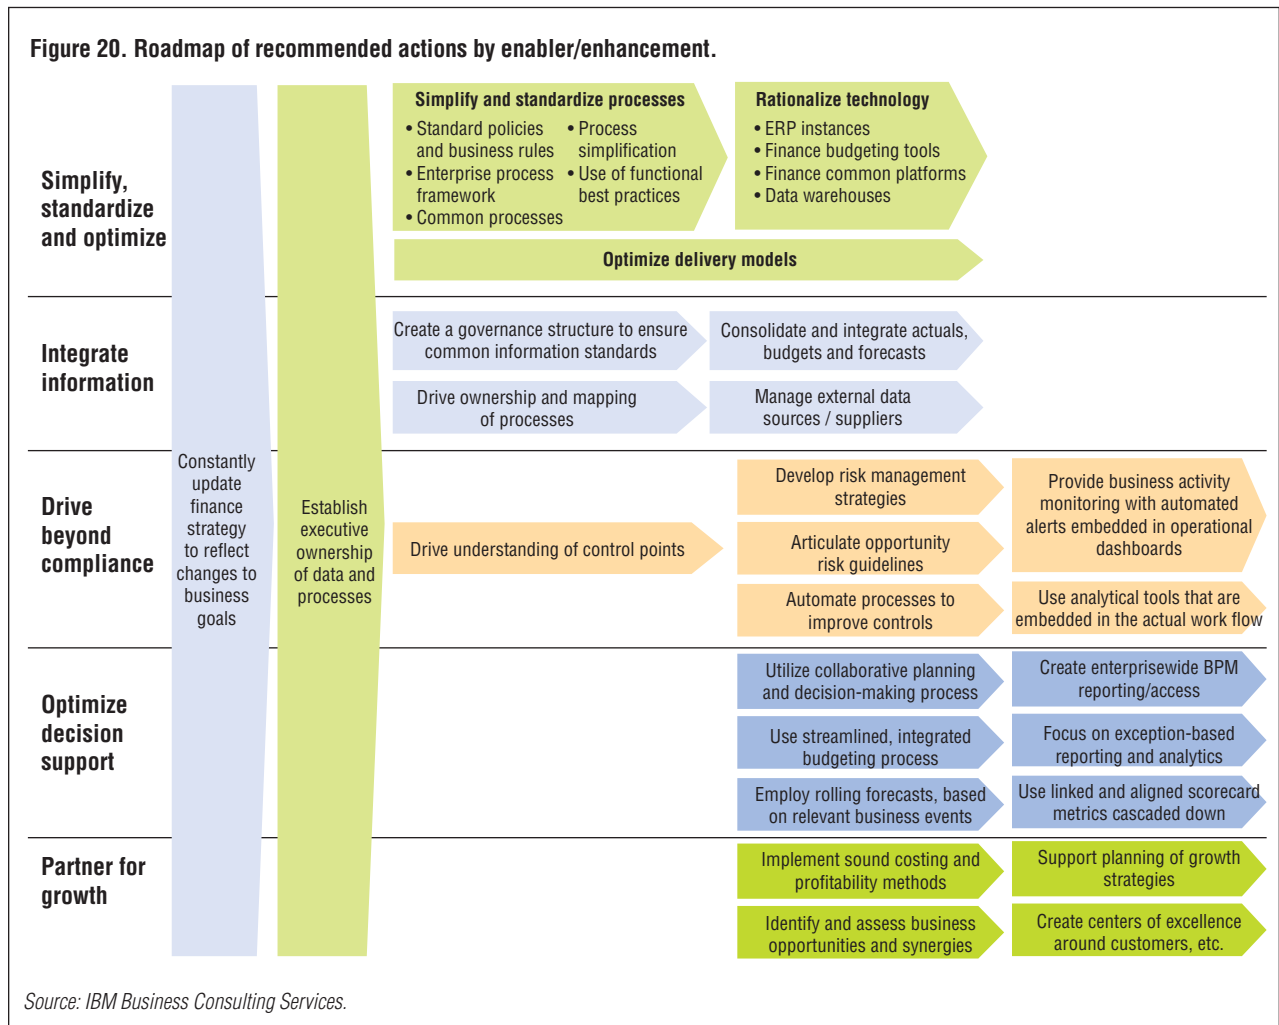 Figure 20. Roadmap of recommended actions by enabler/enhancement.
Simplify,
standardize
and optimize
Simplify and standardize processes
• Standard policies
and business rules
• Enterprise process
framework
• Common processes
• Process
simplification
• Use of functional
best practices
Rationalize technology
• ERP instances
• Finance budgeting tools
• Finance common platforms
• Data warehouses
Optimize delivery models
Integrate
information
Create a governance structure to ensure
common information standards
Consolidate and integrate actuals,
budgets and forecasts
Drive ownership and mapping
of processes
Manage external data
sources / suppliers
Drive
beyond
compliance
Constantly
update
finance
strategy
to reflect
changes to
business
goals
Establish
executive
ownership
of data and
processes
Drive understanding of control points
Develop risk management
strategies
Articulate opportunity
risk guidelines
Automate processes to
improve controls
Provide business activity
monitoring with automated
alerts embedded in operational
dashboards
Use analytical tools that are
embedded in the actual work flow
Optimize
decision
support
Utilize collaborative planning
and decision-making process
Create enterprisewide BPM
reporting/access
Use streamlined, integrated
budgeting process
Focus on exception-based
reporting and analytics
Employ rolling forecasts, based
on relevant business events
Use linked and aligned scorecard
metrics cascaded down
Partner for
growth
Implement sound costing and
profitability methods
Support planning of growth
strategies
Identify and assess business
opportunities and synergies
Create centers of excellence
around customers, etc.
Source: IBM Business Consulting Services.